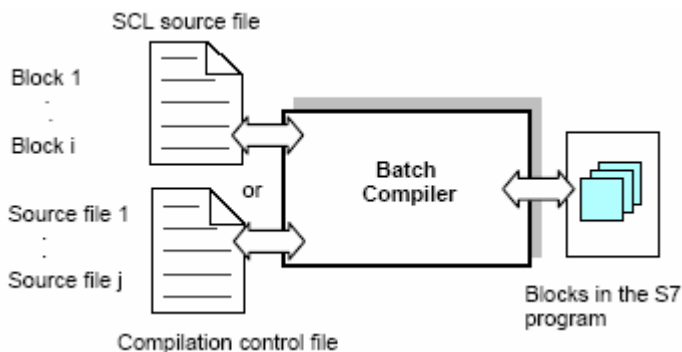 SCL source file
Block 1
.
.
Block i
or
Batch
Compiler
Source file 1
.
.
Source file j
Blocks in the S7
program
Compilation control file